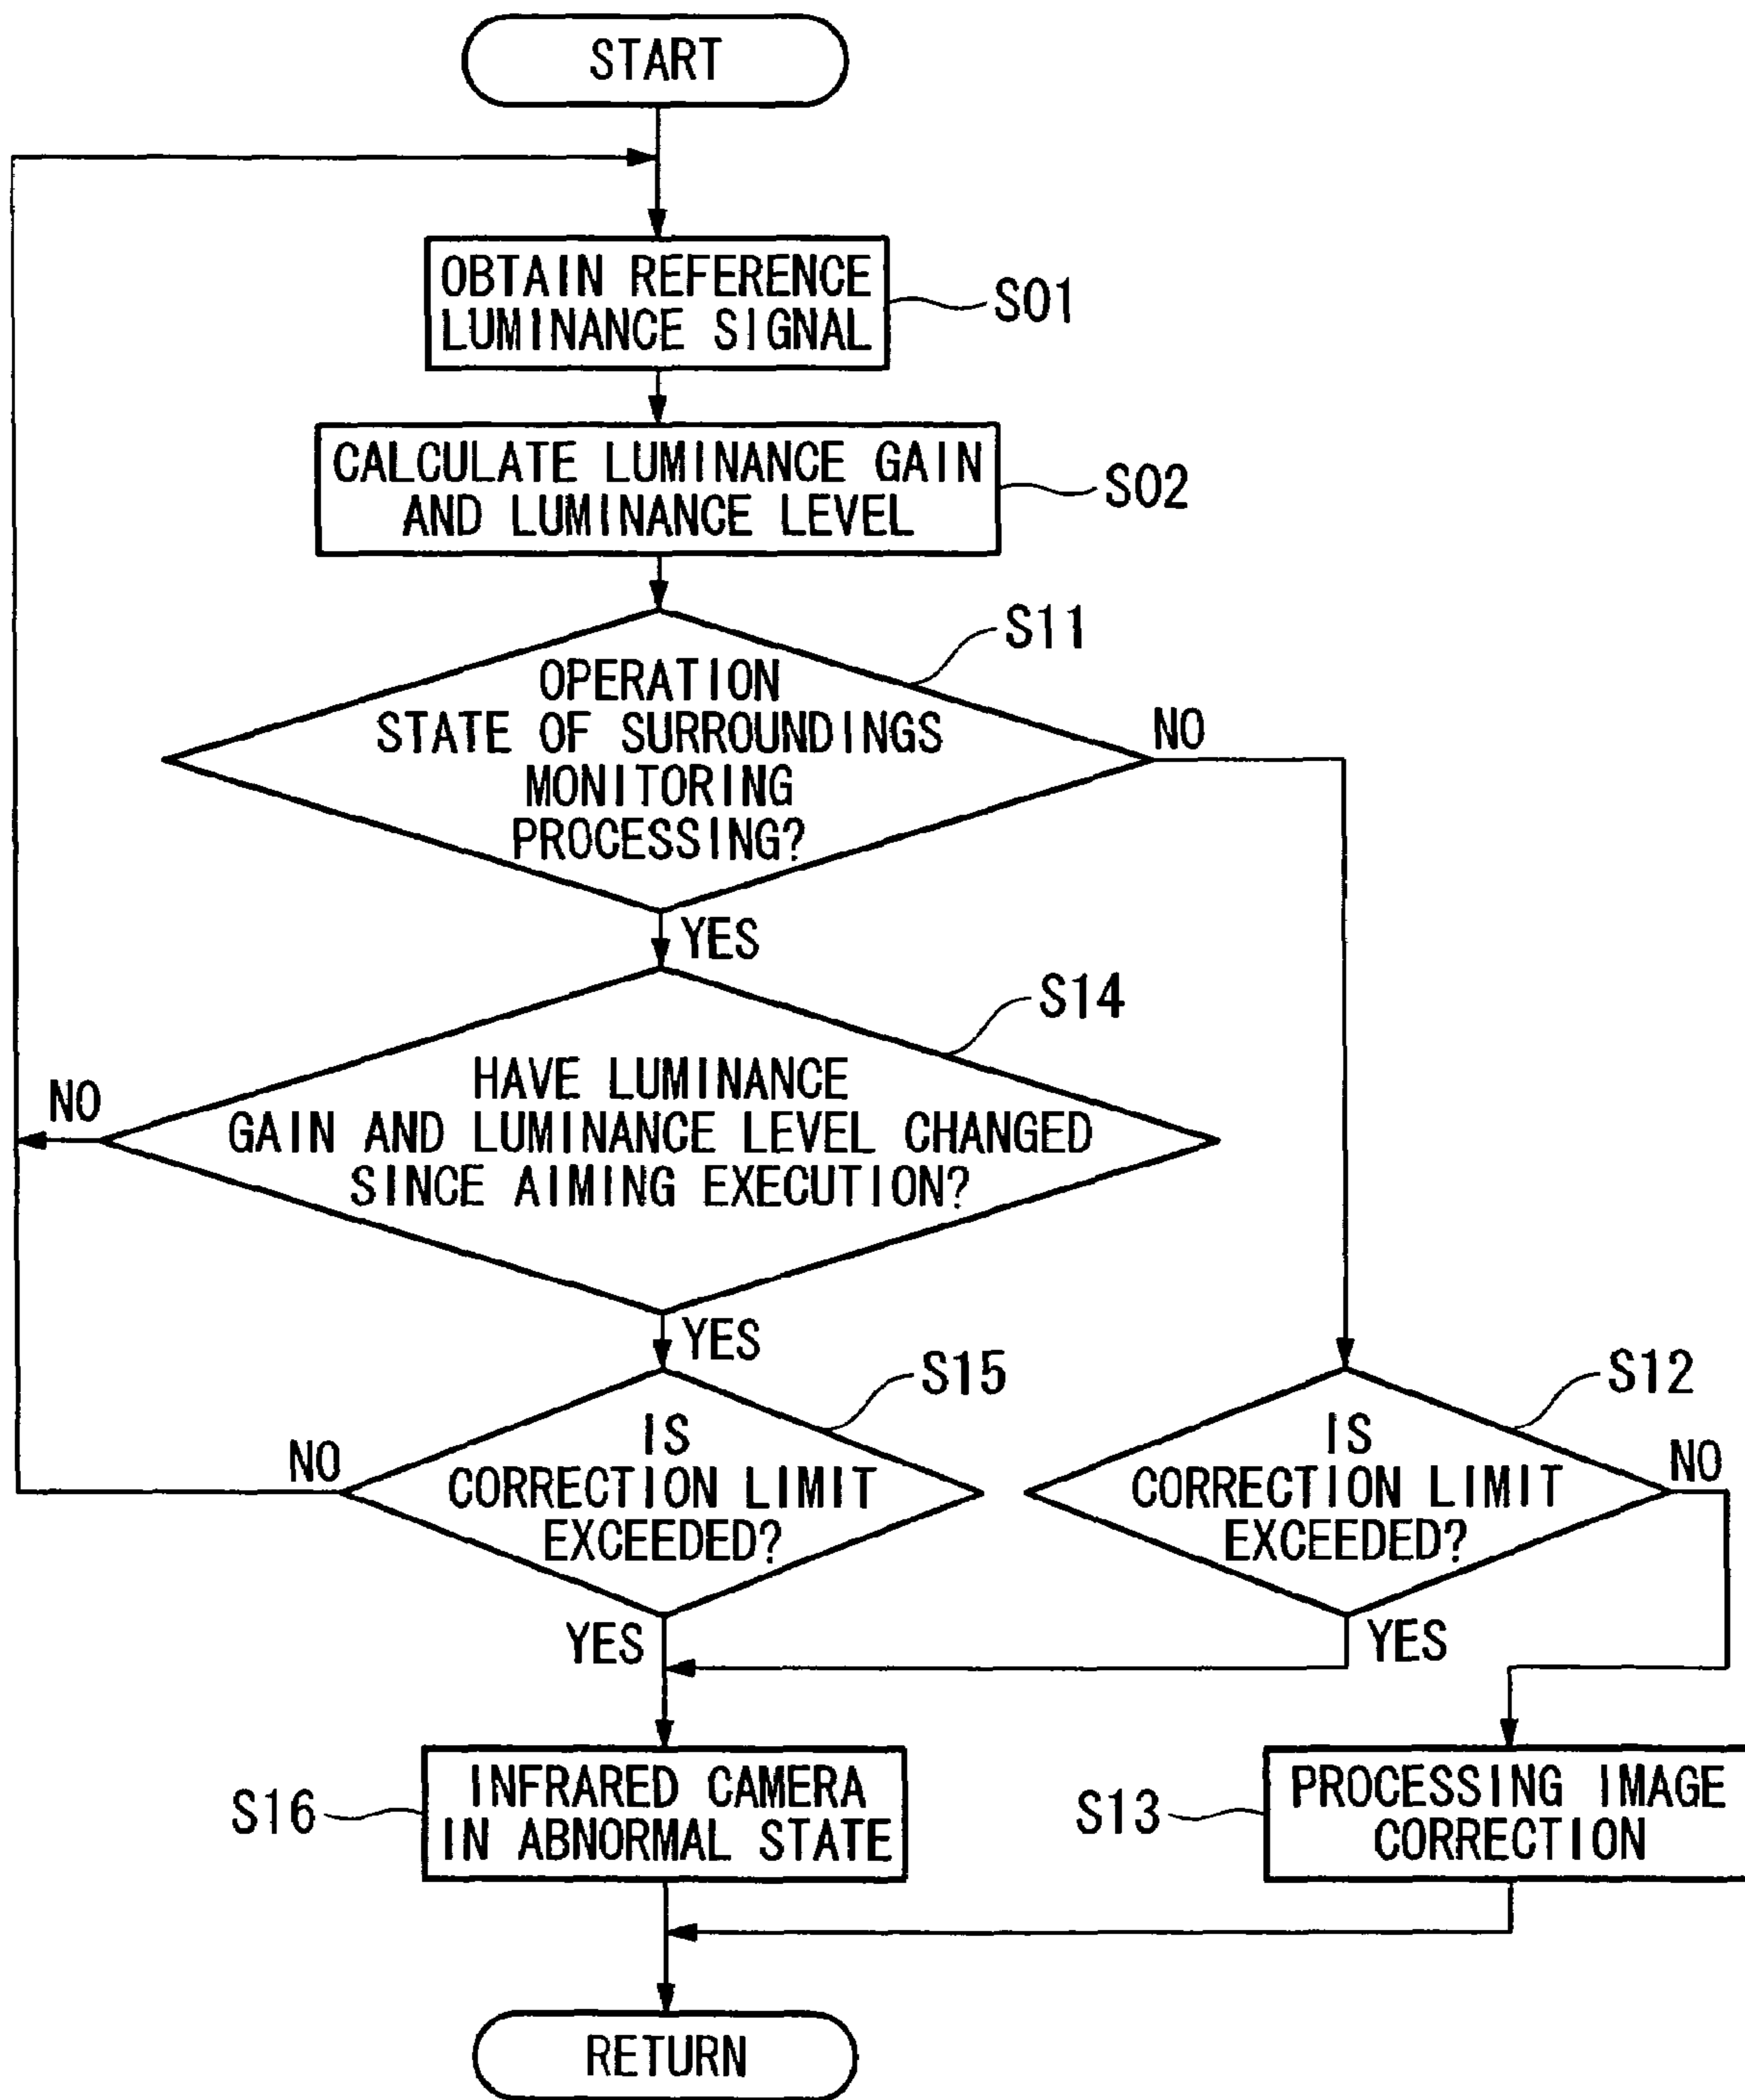 START
OBTAIN REFERENCE
LUMINANCE SIGNAL
S01
CALCULATE LUMINANCE GAIN
AND LUMINANCE LEVEL
S02
S11
OPERATION
STATE OF SURROUNDINGS
MONITORING
PROCESSING?
NO
YES
S14
HAVE LUMINANCE
GAIN AND LUMINANCE LEVEL CHANGED
SINCE AIMING EXECUTION?
NO
YES
S15
IS
CORRECTION LIMIT
EXCEEDED?
NO
YES
S12
IS
CORRECTION LIMIT
EXCEEDED?
NO
YES
S16
INFRARED CAMERA
IN ABNORMAL STATE
S13
PROCESSING IMAGE
CORRECTION
RETURN